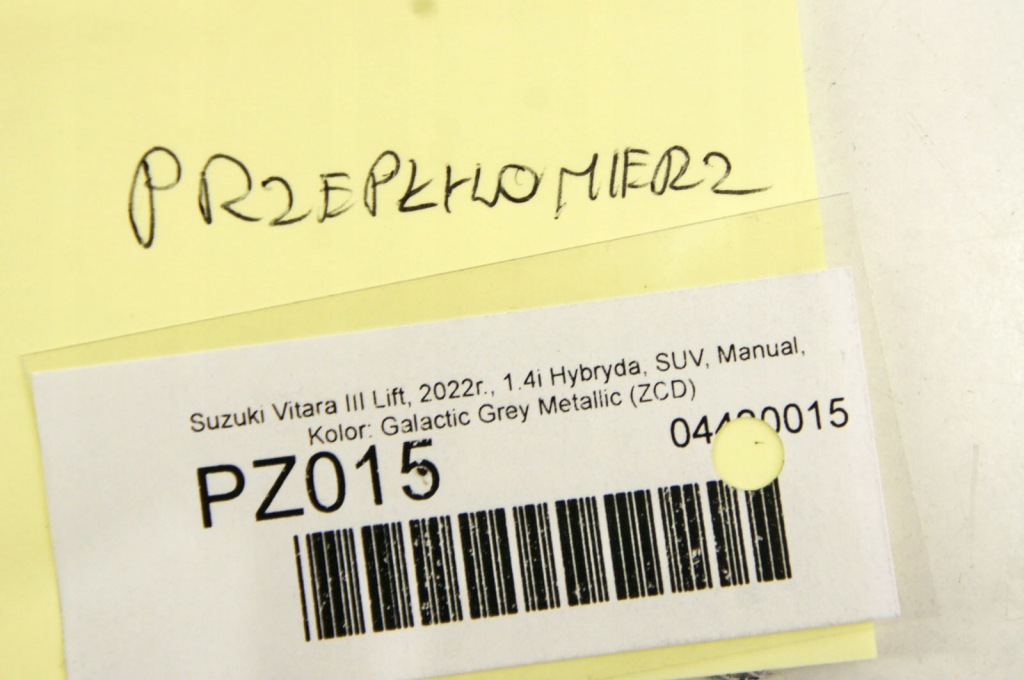 PRZEPŁYWOMIERZ
Suzuki Vitara III Lift, 2022r., 1.4i Hybryda, SUV, Manual,
Kolor: Galactic Grey Metallic (ZCD)
PZ015